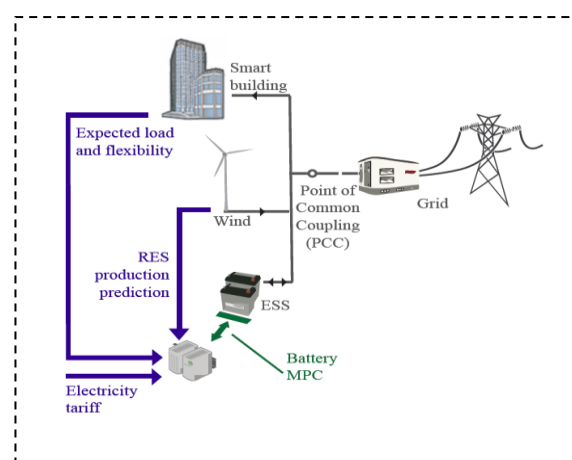 Smart
building
Expected load
and flexibility
Wind
Point of
Common
Coupling
(PCC)
Grid
RES
production
prediction
ESS
Battery
MPC
Electricity
tariff